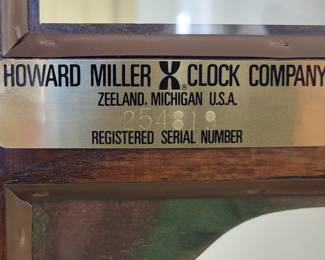 HOWARD MILLER CLOCK COMPANY
ZEELAND, MICHIGAN U.S.A.
254819
REGISTERED SERIAL NUMBER